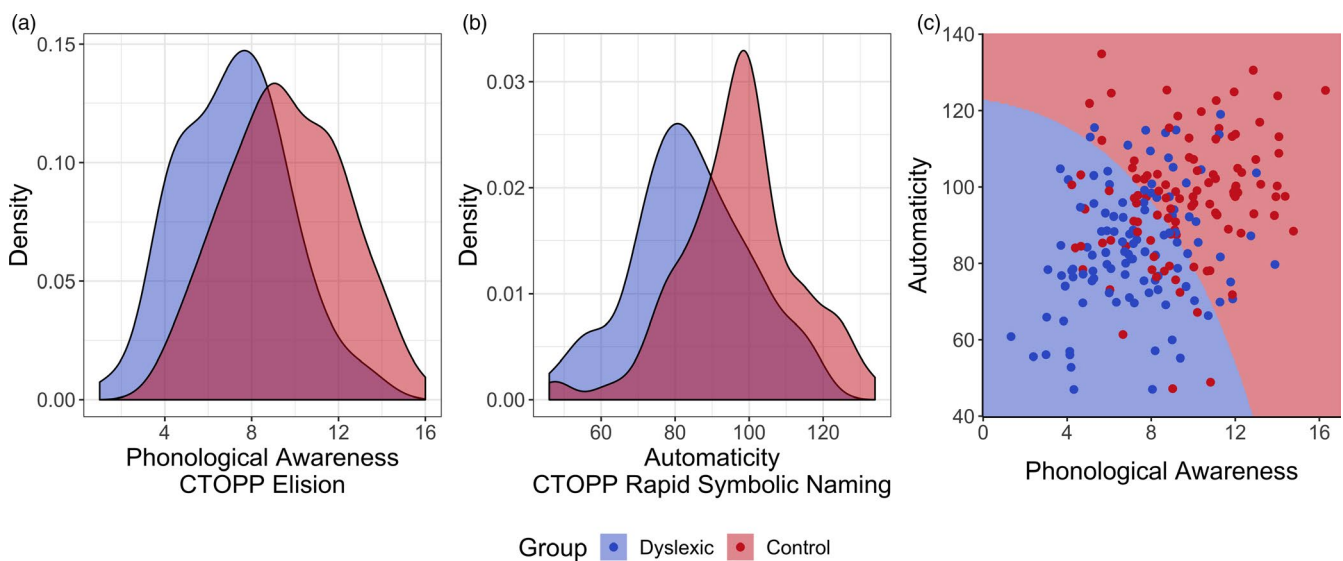 (a)
0.15
0.10
0.05
0.00
Density
4
8
12
16
Phonological Awareness
CTOPP Elision
(b)
0.03
0.02
0.01
0.00
Density
60
80
100
120
Automaticity
CTOPP Rapid Symbolic Naming
(c)
140
120
100
80
60
40
Automaticity
0
4
8
12
16
Phonological Awareness
Group
Dyslexic
Control